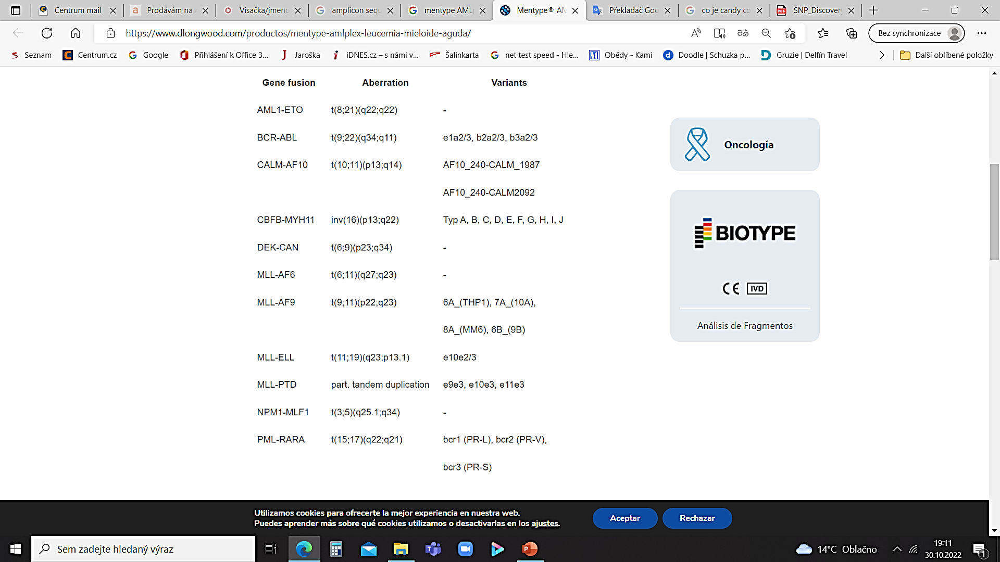 Centrum mail
Prodávám na
Visačka/jmeno
amplicon sequ
mentype AML
Mentype® AM
Překladač Goo
co je candy co
SNP_Discovery
https://www.dlongwood.com/productos/mentype-amlplex-leucemia-mieloide-aguda/
Bez synchronizace
Seznam
Centrum.cz
Google
Přihlášení k Office 3...
Jaroška
iDNES.cz – s námi v...
Šalinkarta
net test speed - Hle...
Obědy - Kami
Doodle | Schuzka p...
Gruzie | Delfín Travel
Další oblíbené položky
Gene fusion Aberration Variants
AML1-ETO t(8;21)(q22;q22) -
BCR-ABL t(9;22)(q34;q11) e1a2/3, b2a2/3, b3a2/3
CALM-AF10 t(10;11)(p13;q14) AF10_240-CALM_1987
AF10_240-CALM2092
CBFB-MYH11 inv(16)(p13;q22) Typ A, B, C, D, E, F, G, H, I, J
DEK-CAN t(6;9)(p23;q34) -
MLL-AF6 t(6;11)(q27;q23) -
MLL-AF9 t(9;11)(p22;q23) 6A_(THP1), 7A_(10A),
8A_(MM6), 6B_(9B)
MLL-ELL t(11;19)(q23;p13.1) e10e2/3
MLL-PTD part. tandem duplication e9e3, e10e3, e11e3
NPM1-MLF1 t(3;5)(q25.1;q34) -
PML-RARA t(15;17)(q22;q21) bcr1 (PR-L), bcr2 (PR-V),
bcr3 (PR-S)
Oncología
BIOTYPE
CE IVD
Análisis de Fragmentos
Utilizamos cookies para ofrecerte la mejor experiencia en nuestra web.
Puedes aprender más sobre qué cookies utilizamos o desactivarlas en los ajustes.
Aceptar
Rechazar
Sem zadejte hledaný výraz
14°C Oblačno
19:11
30.10.2022
1